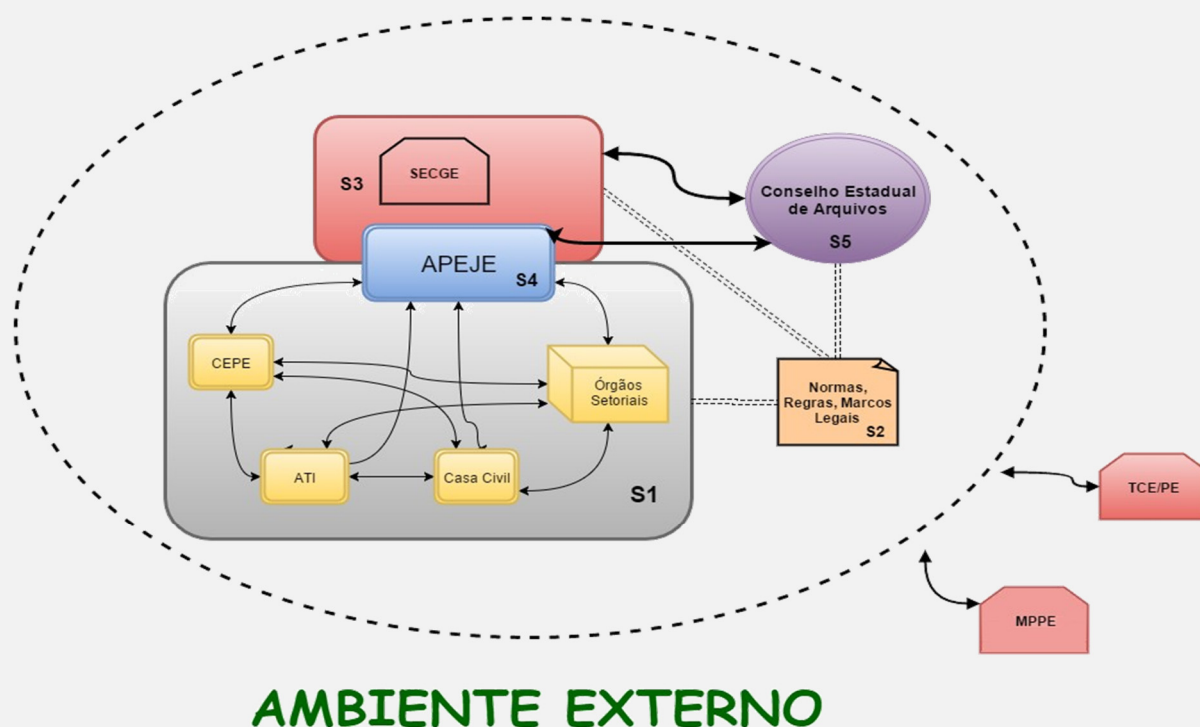 SECGE
S3
Conselho Estadual
de Arquivos
S5
APEJE
S4
CEPE
Órgãos
Setoriais
Normas,
Regras, Marcos
Legais
S2
ATI
Casa Civil
S1
TCE/PE
MPPE
AMBIENTE EXTERNO